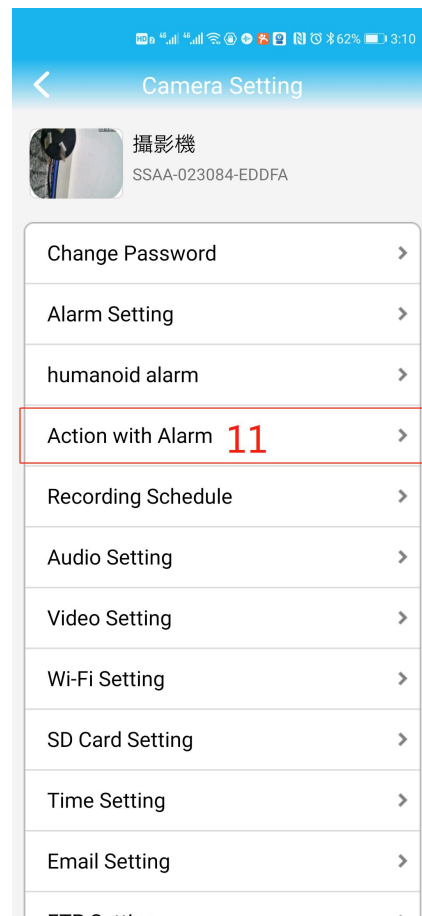 62% 3:10
Camera Setting
攝影機
SSAA-023084-EDDFA
Change Password
Alarm Setting
humanoid alarm
Action with Alarm 11
Recording Schedule
Audio Setting
Video Setting
Wi-Fi Setting
SD Card Setting
Time Setting
Email Setting